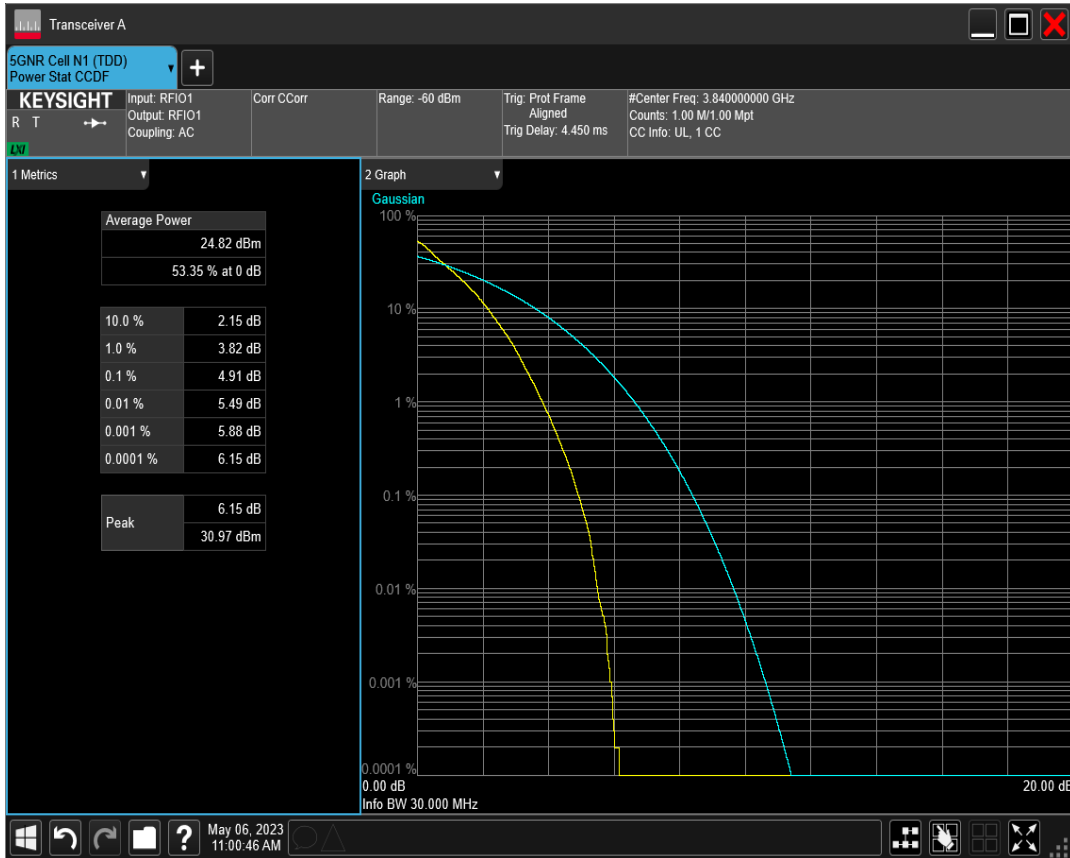 Transceiver A
5GNR Cell N1 (TDD)
Power Stat CCDF
+
KEYSIGHT
R T
LXI
Input: RFIO1
Output: RFIO1
Coupling: AC
Corr CCorr
Range: -60 dBm
Trig: Prot Frame
Aligned
Trig Delay: 4.450 ms
#Center Freq: 3.840000000 GHz
Counts: 1.00 M/1.00 Mpt
CC Info: UL, 1 CC
1 Metrics
Average Power
24.82 dBm
53.35 % at 0 dB
10.0 % 2.15 dB
1.0 % 3.82 dB
0.1 % 4.91 dB
0.01 % 5.49 dB
0.001 % 5.88 dB
0.0001 % 6.15 dB
Peak
6.15 dB
30.97 dBm
2 Graph
Gaussian
100 %
10 %
1 %
0.1 %
0.01 %
0.001 %
0.0001 %
0.00 dB 20.00 dB
Info BW 30.000 MHz
?
May 06, 2023
11:00:46 AM